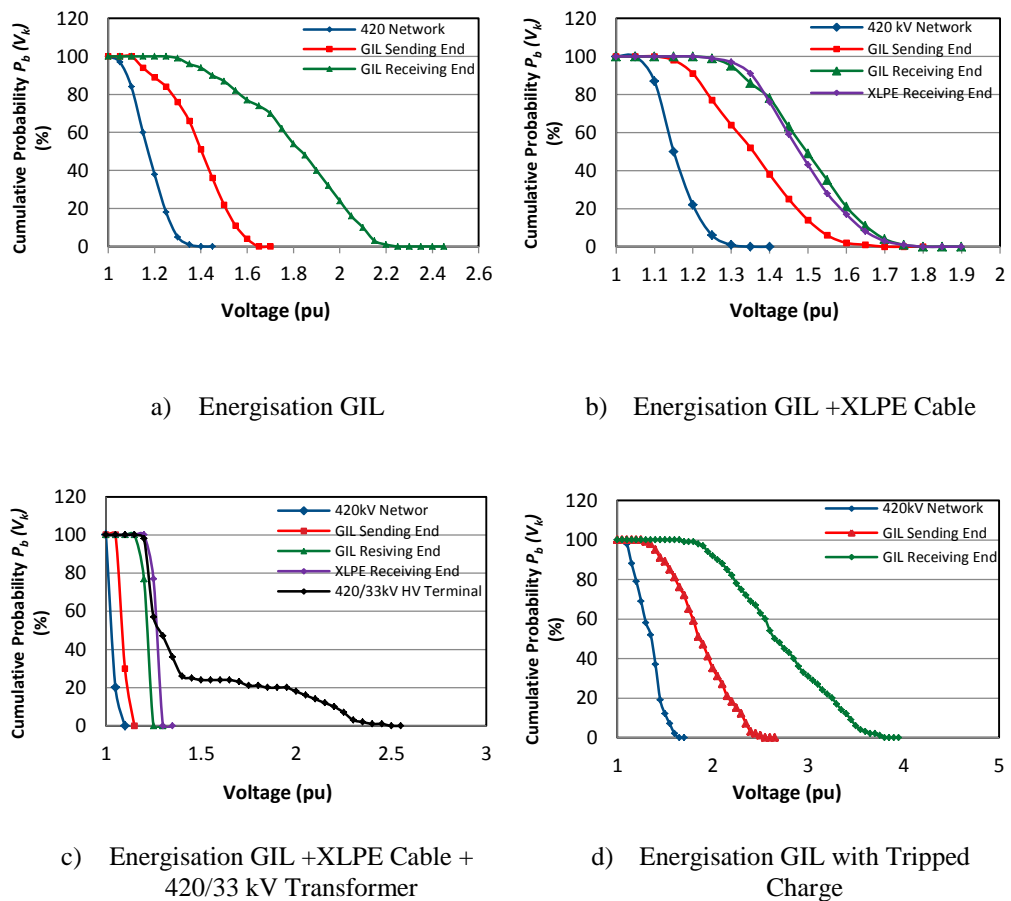 Cumulative Probability P_b (V_k)
(%)
120
100
80
60
40
20
0
1 1.2 1.4 1.6 1.8 2 2.2 2.4 2.6
Voltage (pu)
420 Network
GIL Sending End
GIL Receiving End
a) Energisation GIL
Cumulative Probability P_b (V_k)
(%)
120
100
80
60
40
20
0
1 1.1 1.2 1.3 1.4 1.5 1.6 1.7 1.8 1.9 2
Voltage (pu)
420 kV Network
GIL Sending End
GIL Receiving End
XLPE Receiving End
b) Energisation GIL +XLPE Cable
Cumulative Probability P_b (V_k)
(%)
120
100
80
60
40
20
0
1 1.5 2 2.5 3
Voltage (pu)
420kV Networ
GIL Sending End
GIL Resiving End
XLPE Receiving End
420/33kV HV Terminal
c) Energisation GIL +XLPE Cable +
420/33 kV Transformer
Cumulative Probability P_b (V_k)
(%)
120
100
80
60
40
20
0
1 2 3 4 5
Voltage (pu)
420kV Network
GIL Sending End
GIL Receiving End
d) Energisation GIL with Tripped
Charge